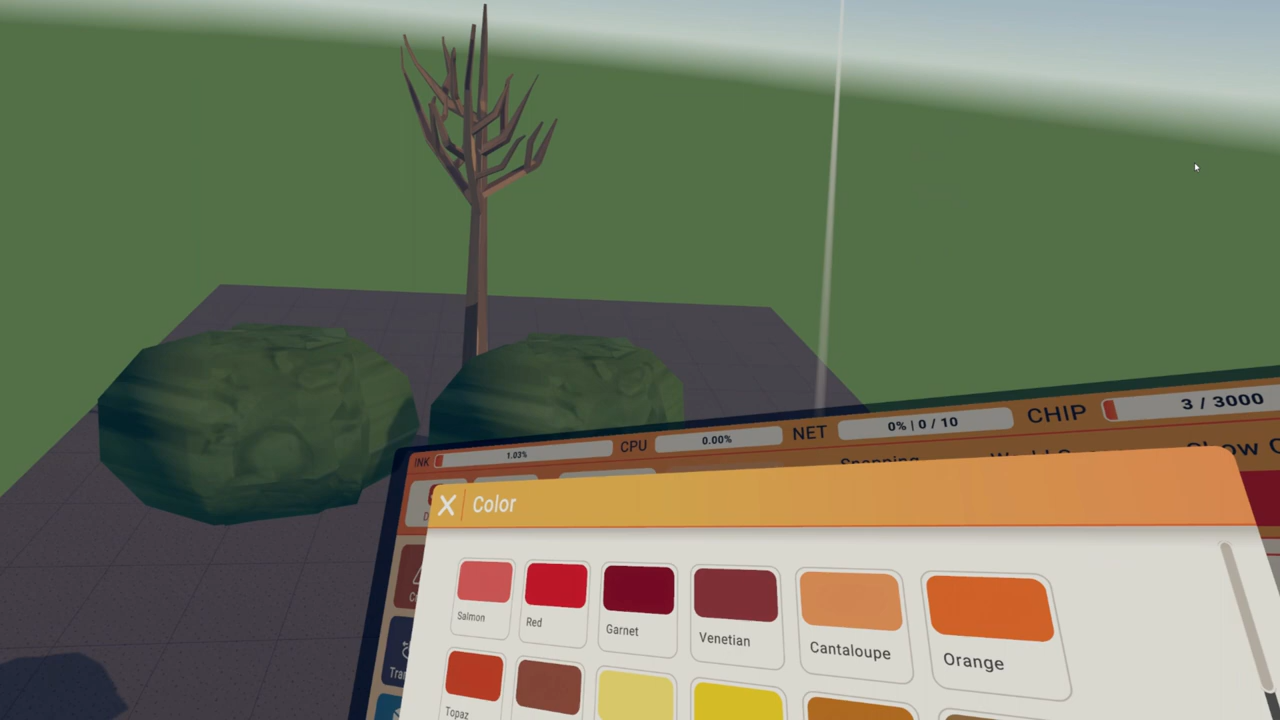 INK 1.03% CPU 0.00% NET 0% | 0 / 10 CHIP 3 / 3000
Color
Salmon Red Garnet Venetian Cantaloupe Orange
Topaz